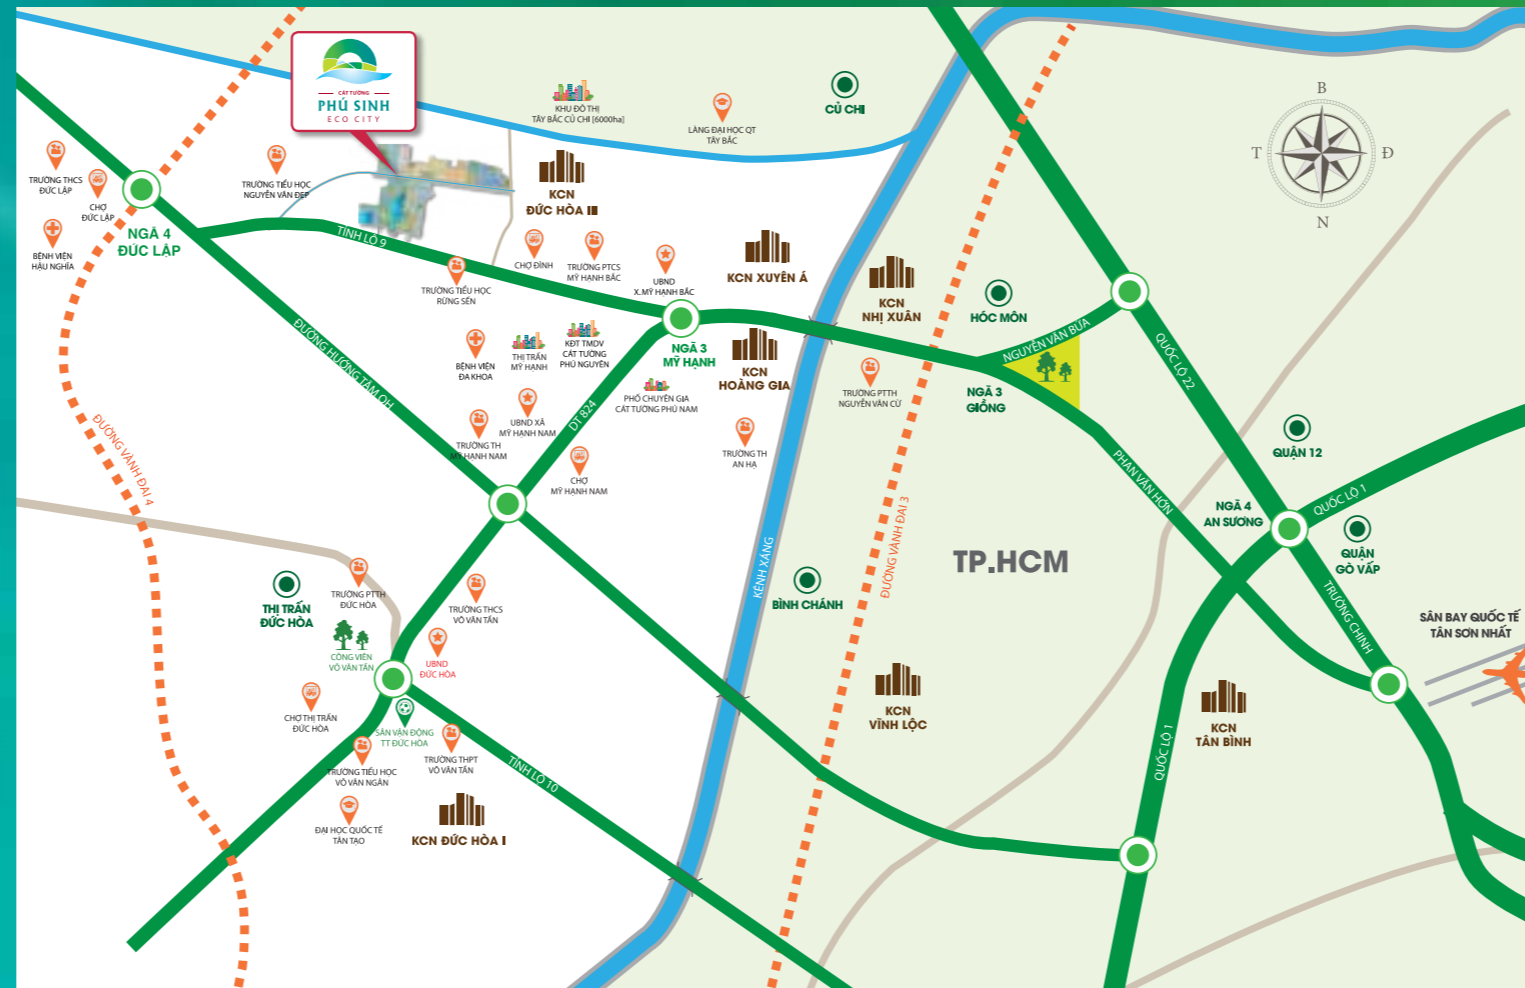 CÁT TƯỜNG
PHÚ SINH
ECO CITY
KHU ĐÔ THỊ
TÂY BẮC CỦ CHI [6000ha]
LÀNG ĐẠI HỌC QT
TÂY BẮC
CỦ CHI
B
T
Đ
N
TRƯỜNG THCS
ĐỨC LẬP
CHỢ
ĐỨC LẬP
BỆNH VIỆN
HẬU NGHĨA
NGÃ 4
ĐỨC LẬP
TRƯỜNG TIỂU HỌC
NGUYỄN VĂN ĐẸP
KCN
ĐỨC HÒA III
TỈNH LỘ 9
CHỢ ĐÌNH
TRƯỜNG PTCS
MỸ HẠNH BẮC
UBND
X.MỸ HẠNH BẮC
TRƯỜNG TIỂU HỌC
RỪNG SẾN
KCN XUYÊN Á
KCN
NHỊ XUÂN
HÓC MÔN
NGUYỄN VĂN BỨA
QUỐC LỘ 22
ĐƯỜNG HƯỚNG TÂM QH
BỆNH VIỆN
ĐA KHOA
THỊ TRẤN
MỸ HẠNH
KĐT TMDV
CÁT TƯỜNG
PHÚ NGUYÊN
NGÃ 3
MỸ HẠNH
KCN
HOÀNG GIA
PHỐ CHUYÊN GIA
CÁT TƯỜNG PHÚ NAM
TRƯỜNG PTTH
NGUYỄN VĂN CỪ
NGÃ 3
GIỒNG
DT 824
UBND XÃ
MỸ HẠNH NAM
TRƯỜNG TH
MỸ HẠNH NAM
CHỢ
MỸ HẠNH NAM
TRƯỜNG TH
AN HẠ
ĐƯỜNG VÀNH ĐAI 4
PHAN VĂN HỚN
QUẬN 12
NGÃ 4
AN SƯƠNG
QUỐC LỘ 1
QUẬN
GÒ VẤP
KÊNH XÁNG
ĐƯỜNG VÀNH ĐAI 3
TP.HCM
BÌNH CHÁNH
TRƯỜNG CHINH
SÂN BAY QUỐC TẾ
TÂN SƠN NHẤT
THỊ TRẤN
ĐỨC HÒA
TRƯỜNG PTTH
ĐỨC HÒA
TRƯỜNG THCS
VÕ VĂN TẦN
CÔNG VIÊN
VÕ VĂN TẦN
UBND
ĐỨC HÒA
CHỢ THỊ TRẤN
ĐỨC HÒA
SÂN VẬN ĐỘNG
TT ĐỨC HÒA
TRƯỜNG THPT
VÕ VĂN TẦN
TRƯỜNG TIỂU HỌC
VÕ VĂN NGÂN
TỈNH LỘ 10
ĐẠI HỌC QUỐC TẾ
TÂN TẠO
KCN ĐỨC HÒA I
KCN
VĨNH LỘC
KCN
TÂN BÌNH
QUỐC LỘ 1